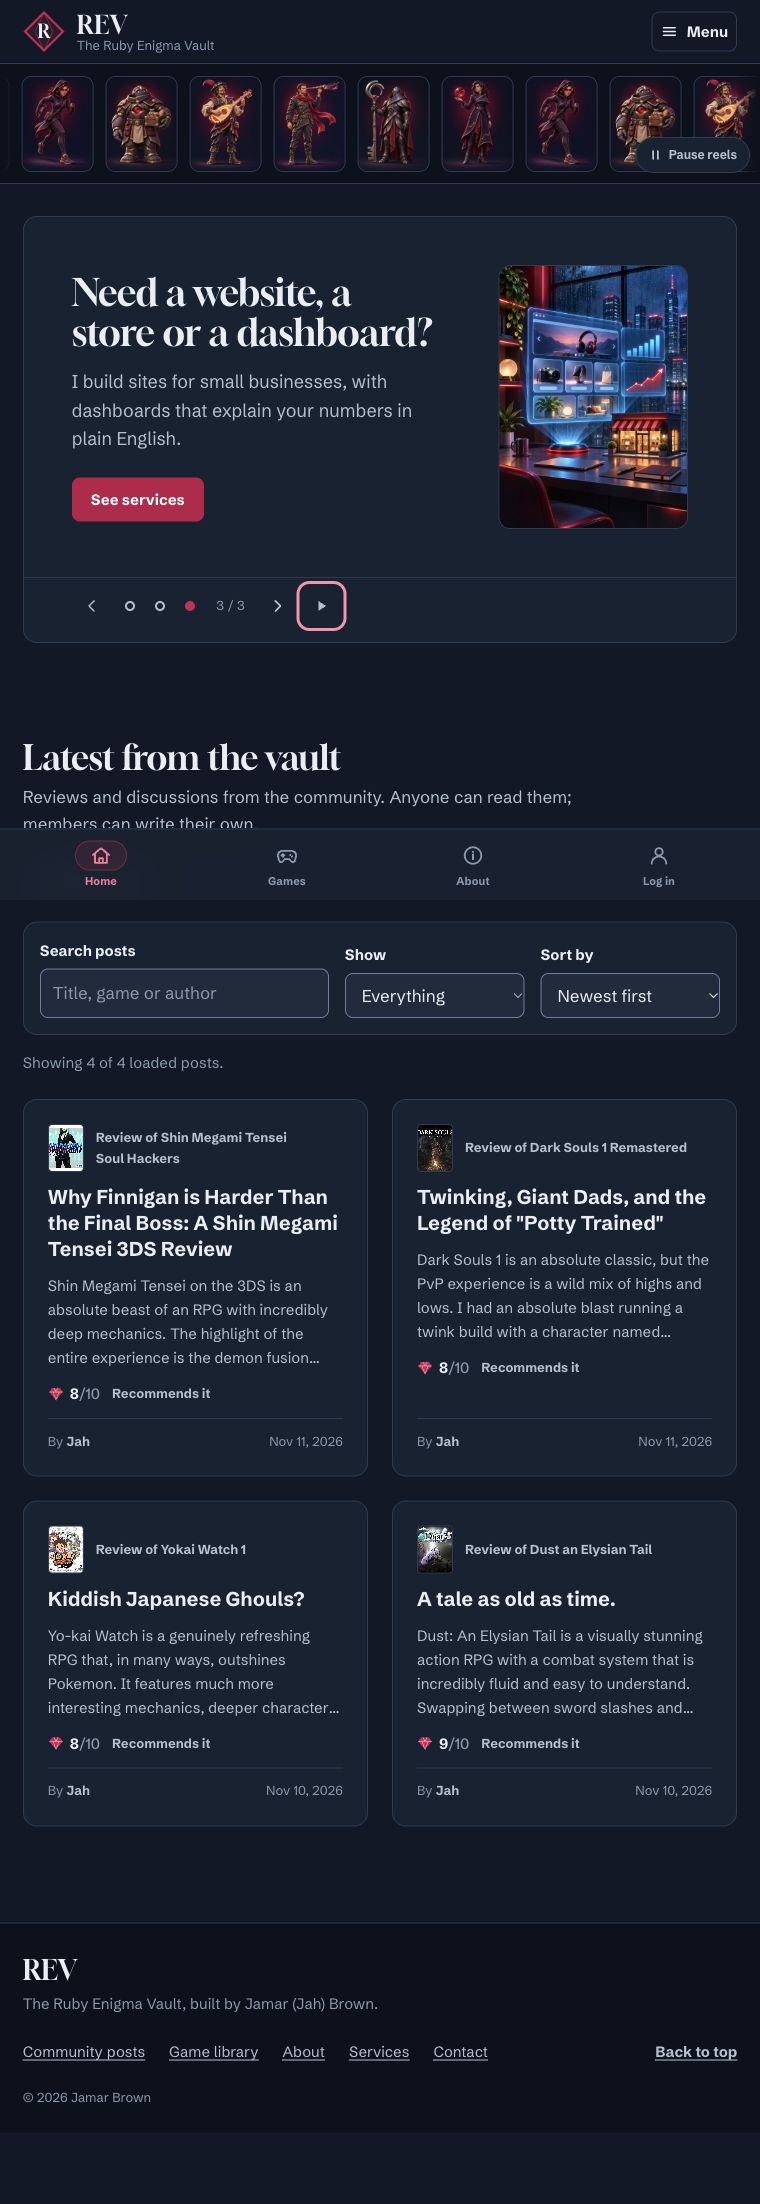 R
REV
The Ruby Enigma Vault
Menu
Pause reels
Need a website, a
store or a dashboard?
I build sites for small businesses, with
dashboards that explain your numbers in
plain English.
See services
3 / 3
Latest from the vault
Reviews and discussions from the community. Anyone can read them;
members can write their own.
Home
Games
About
Log in
Search posts
Show
Sort by
Title, game or author
Everything
Newest first
Showing 4 of 4 loaded posts.
Review of Shin Megami Tensei
Soul Hackers
Why Finnigan is Harder Than
the Final Boss: A Shin Megami
Tensei 3DS Review
Shin Megami Tensei on the 3DS is an
absolute beast of an RPG with incredibly
deep mechanics. The highlight of the
entire experience is the demon fusion…
8/10 Recommends it
By Jah
Nov 11, 2026
DARK SOULS
Review of Dark Souls 1 Remastered
Twinking, Giant Dads, and the
Legend of "Potty Trained"
Dark Souls 1 is an absolute classic, but the
PvP experience is a wild mix of highs and
lows. I had an absolute blast running a
twink build with a character named…
8/10 Recommends it
By Jah
Nov 11, 2026
Review of Yokai Watch 1
Kiddish Japanese Ghouls?
Yo-kai Watch is a genuinely refreshing
RPG that, in many ways, outshines
Pokemon. It features much more
interesting mechanics, deeper character…
8/10 Recommends it
By Jah
Nov 10, 2026
Review of Dust an Elysian Tail
A tale as old as time.
Dust: An Elysian Tail is a visually stunning
action RPG with a combat system that is
incredibly fluid and easy to understand.
Swapping between sword slashes and…
9/10 Recommends it
By Jah
Nov 10, 2026
REV
The Ruby Enigma Vault, built by Jamar (Jah) Brown.
Community posts
Game library
About
Services
Contact
Back to top
© 2026 Jamar Brown